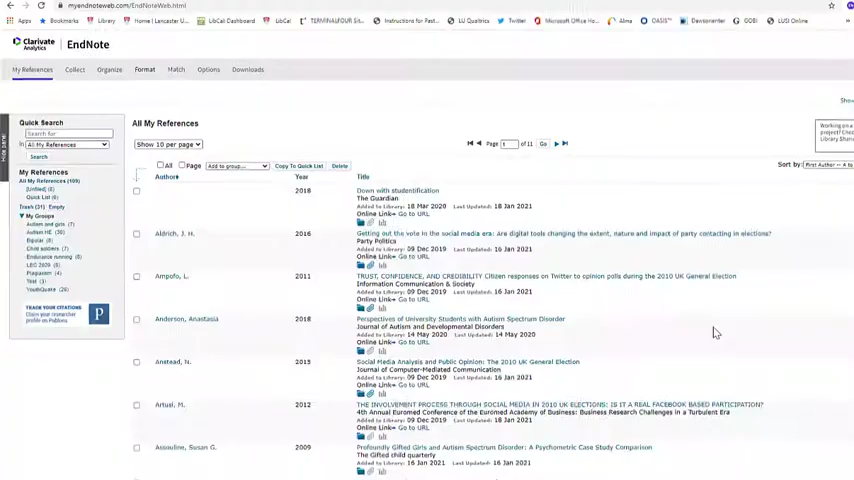 myendnoteweb.com/EndNoteWeb.html
Apps Bookmarks Library Home | Lancaster U... LibCal Dashboard LibCal TERMINALFOUR Sit... Instructions for Past... LU Qualtrics Twitter Microsoft Office Ho... Alma OASIS™ Dawsonenter GOBI LUSI Online »
Clarivate Analytics | EndNote
My References Collect Organize Format Match Options Downloads
Show
Hide panel
Quick Search
Search for
in All My References
Search
My References
All My References (109)
[Unfiled] (0)
Quick List (0)
Trash (31) Empty
My Groups
Autism and girls (7)
Autism HE (30)
Bipolar (8)
Child soldiers (7)
Endurance running (8)
LEC 2020 (5)
Plagiarism (4)
Test (3)
YouthQuake (20)
TRACK YOUR CITATIONS
Claim your researcher
profile on Publons
P
All My References
Show 10 per page
Page 1 of 11 Go
Working on a
project? Chec
Library Shari
All Page Add to group... Copy To Quick List Delete
Sort by: First Author -- A to
Author Year Title
2018 Down with studentification
The Guardian
Added to Library: 18 Mar 2020 Last Updated: 18 Jan 2021
Online Link→ Go to URL
Aldrich, J. H. 2016 Getting out the vote in the social media era: Are digital tools changing the extent, nature and impact of party contacting in elections?
Party Politics
Added to Library: 09 Dec 2019 Last Updated: 16 Jan 2021
Online Link→ Go to URL
Ampofo, L. 2011 TRUST, CONFIDENCE, AND CREDIBILITY Citizen responses on Twitter to opinion polls during the 2010 UK General Election
Information Communication & Society
Added to Library: 09 Dec 2019 Last Updated: 16 Jan 2021
Online Link→ Go to URL
Anderson, Anastasia 2018 Perspectives of University Students with Autism Spectrum Disorder
Journal of Autism and Developmental Disorders
Added to Library: 14 May 2020 Last Updated: 14 May 2020
Online Link→ Go to URL
Anstead, N. 2015 Social Media Analysis and Public Opinion: The 2010 UK General Election
Journal of Computer-Mediated Communication
Added to Library: 09 Dec 2019 Last Updated: 16 Jan 2021
Online Link→ Go to URL
Artusi, M. 2012 THE INVOLVEMENT PROCESS THROUGH SOCIAL MEDIA IN 2010 UK ELECTIONS: IS IT A REAL FACEBOOK BASED PARTICIPATION?
4th Annual Euromed Conference of the Euromed Academy of Business: Business Research Challenges in a Turbulent Era
Added to Library: 09 Dec 2019 Last Updated: 18 Jan 2021
Online Link→ Go to URL
Assouline, Susan G. 2009 Profoundly Gifted Girls and Autism Spectrum Disorder: A Psychometric Case Study Comparison
The Gifted child quarterly
Added to Library: 16 Jan 2021 Last Updated: 16 Jan 2021